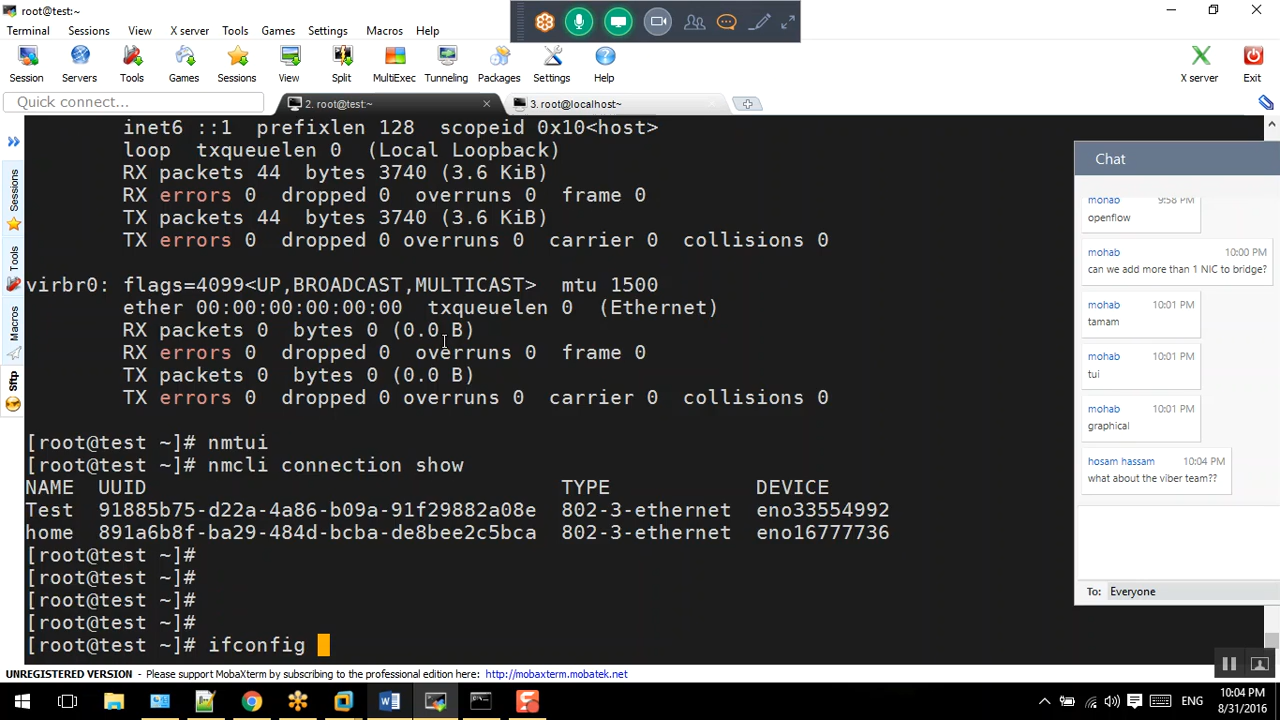 root@test:~
Terminal Sessions View X server Tools Games Settings Macros Help
Session Servers Tools Games Sessions View Split MultiExec Tunneling Packages Settings Help X server Exit
Quick connect...
2. root@test:~
3. root@localhost~
inet6 ::1 prefixlen 128 scopeid 0x10<host>
loop txqueuelen 0 (Local Loopback)
RX packets 44 bytes 3740 (3.6 KiB)
RX errors 0 dropped 0 overruns 0 frame 0
TX packets 44 bytes 3740 (3.6 KiB)
TX errors 0 dropped 0 overruns 0 carrier 0 collisions 0
virbr0: flags=4099<UP,BROADCAST,MULTICAST> mtu 1500
ether 00:00:00:00:00:00 txqueuelen 0 (Ethernet)
RX packets 0 bytes 0 (0.0 B)
RX errors 0 dropped 0 overruns 0 frame 0
TX packets 0 bytes 0 (0.0 B)
TX errors 0 dropped 0 overruns 0 carrier 0 collisions 0
[root@test ~]# nmtui
[root@test ~]# nmcli connection show
NAME UUID TYPE DEVICE
Test 91885b75-d22a-4a86-b09a-91f29882a08e 802-3-ethernet eno33554992
home 891a6b8f-ba29-484d-bcba-de8bee2c5bca 802-3-ethernet eno16777736
[root@test ~]#
[root@test ~]#
[root@test ~]#
[root@test ~]#
[root@test ~]# ifconfig
Sessions
Tools
Macros
Sftp
Chat
mohab 9:58 PM
openflow
mohab 10:00 PM
can we add more than 1 NIC to bridge?
mohab 10:01 PM
tamam
mohab 10:01 PM
tui
mohab 10:01 PM
graphical
hosam hassam 10:04 PM
what about the viber team??
To: Everyone
UNREGISTERED VERSION - Please support MobaXterm by subscribing to the professional edition here: http://mobaxterm.mobatek.net
ENG
10:04 PM
8/31/2016